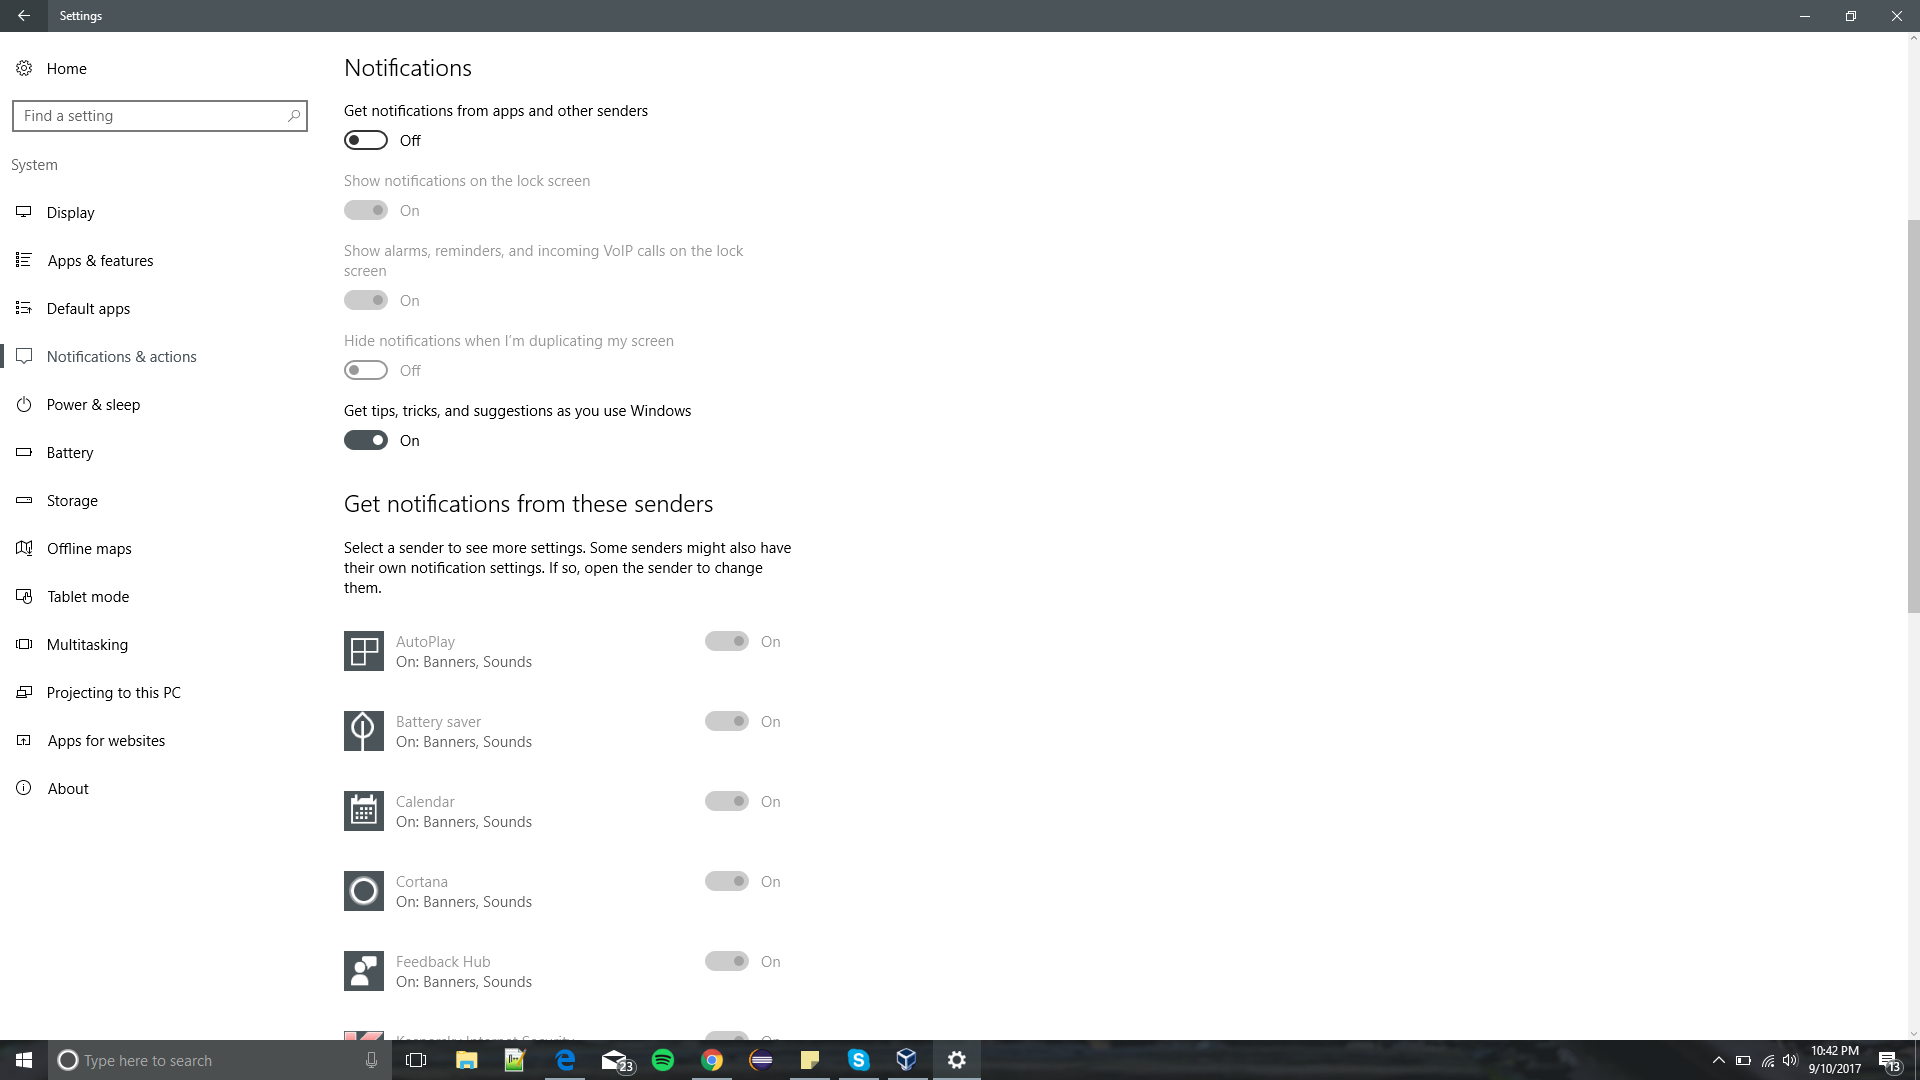 Settings
Home
Find a setting
System
Display
Apps & features
Default apps
Notifications & actions
Power & sleep
Battery
Storage
Offline maps
Tablet mode
Multitasking
Projecting to this PC
Apps for websites
About
Notifications
Get notifications from apps and other senders
Off
Show notifications on the lock screen
On
Show alarms, reminders, and incoming VoIP calls on the lock
screen
On
Hide notifications when I'm duplicating my screen
Off
Get tips, tricks, and suggestions as you use Windows
On
Get notifications from these senders
Select a sender to see more settings. Some senders might also have
their own notification settings. If so, open the sender to change
them.
AutoPlay On
On: Banners, Sounds
Battery saver On
On: Banners, Sounds
Calendar On
On: Banners, Sounds
Cortana On
On: Banners, Sounds
Feedback Hub On
On: Banners, Sounds
Kaspersky Internet Security On
Type here to search
23
10:42 PM
9/10/2017
13